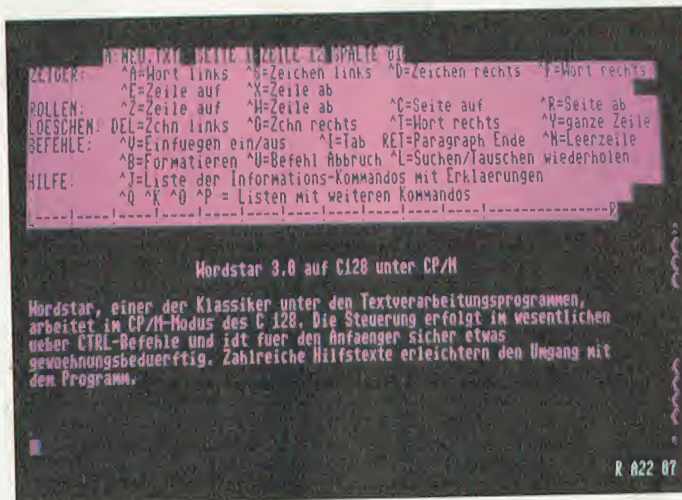 A:NEU.TXT SEITE 1 ZEILE 12 SPALTE 01
ZEIGER: ^A=Wort links ^S=Zeichen links ^D=Zeichen rechts ^F=Wort rechts
^E=Zeile auf ^X=Zeile ab
ROLLEN: ^Z=Zeile auf ^W=Zeile ab ^C=Seite auf ^R=Seite ab
LOESCHEN: DEL=Zchn links ^G=Zchn rechts ^T=Wort rechts ^Y=ganze Zeile
BEFEHLE: ^V=Einfuegen ein/aus ^I=Tab RET=Paragraph Ende ^N=Leerzeile
^B=Formatieren ^U=Befehl Abbruch ^L=Suchen/Tauschen wiederholen
HILFE: ^J=Liste der Informations-Kommandos mit Erklaerungen
^Q ^K ^O ^P = Listen mit weiteren Kommandos
L----!----!----!----!----!----!----!----!----!----!--------------R
Wordstar 3.0 auf C128 unter CP/M
Wordstar, einer der Klassiker unter den Textverarbeitungsprogrammen,
arbeitet im CP/M-Modus des C 128. Die Steuerung erfolgt im wesentlichen
ueber CTRL-Befehle und idt fuer den Anfaenger sicher etwas
gewoehnungsbeduerftig. Zahlreiche Hilfstexte erleichtern den Umgang mit
dem Programm.
R A22 87